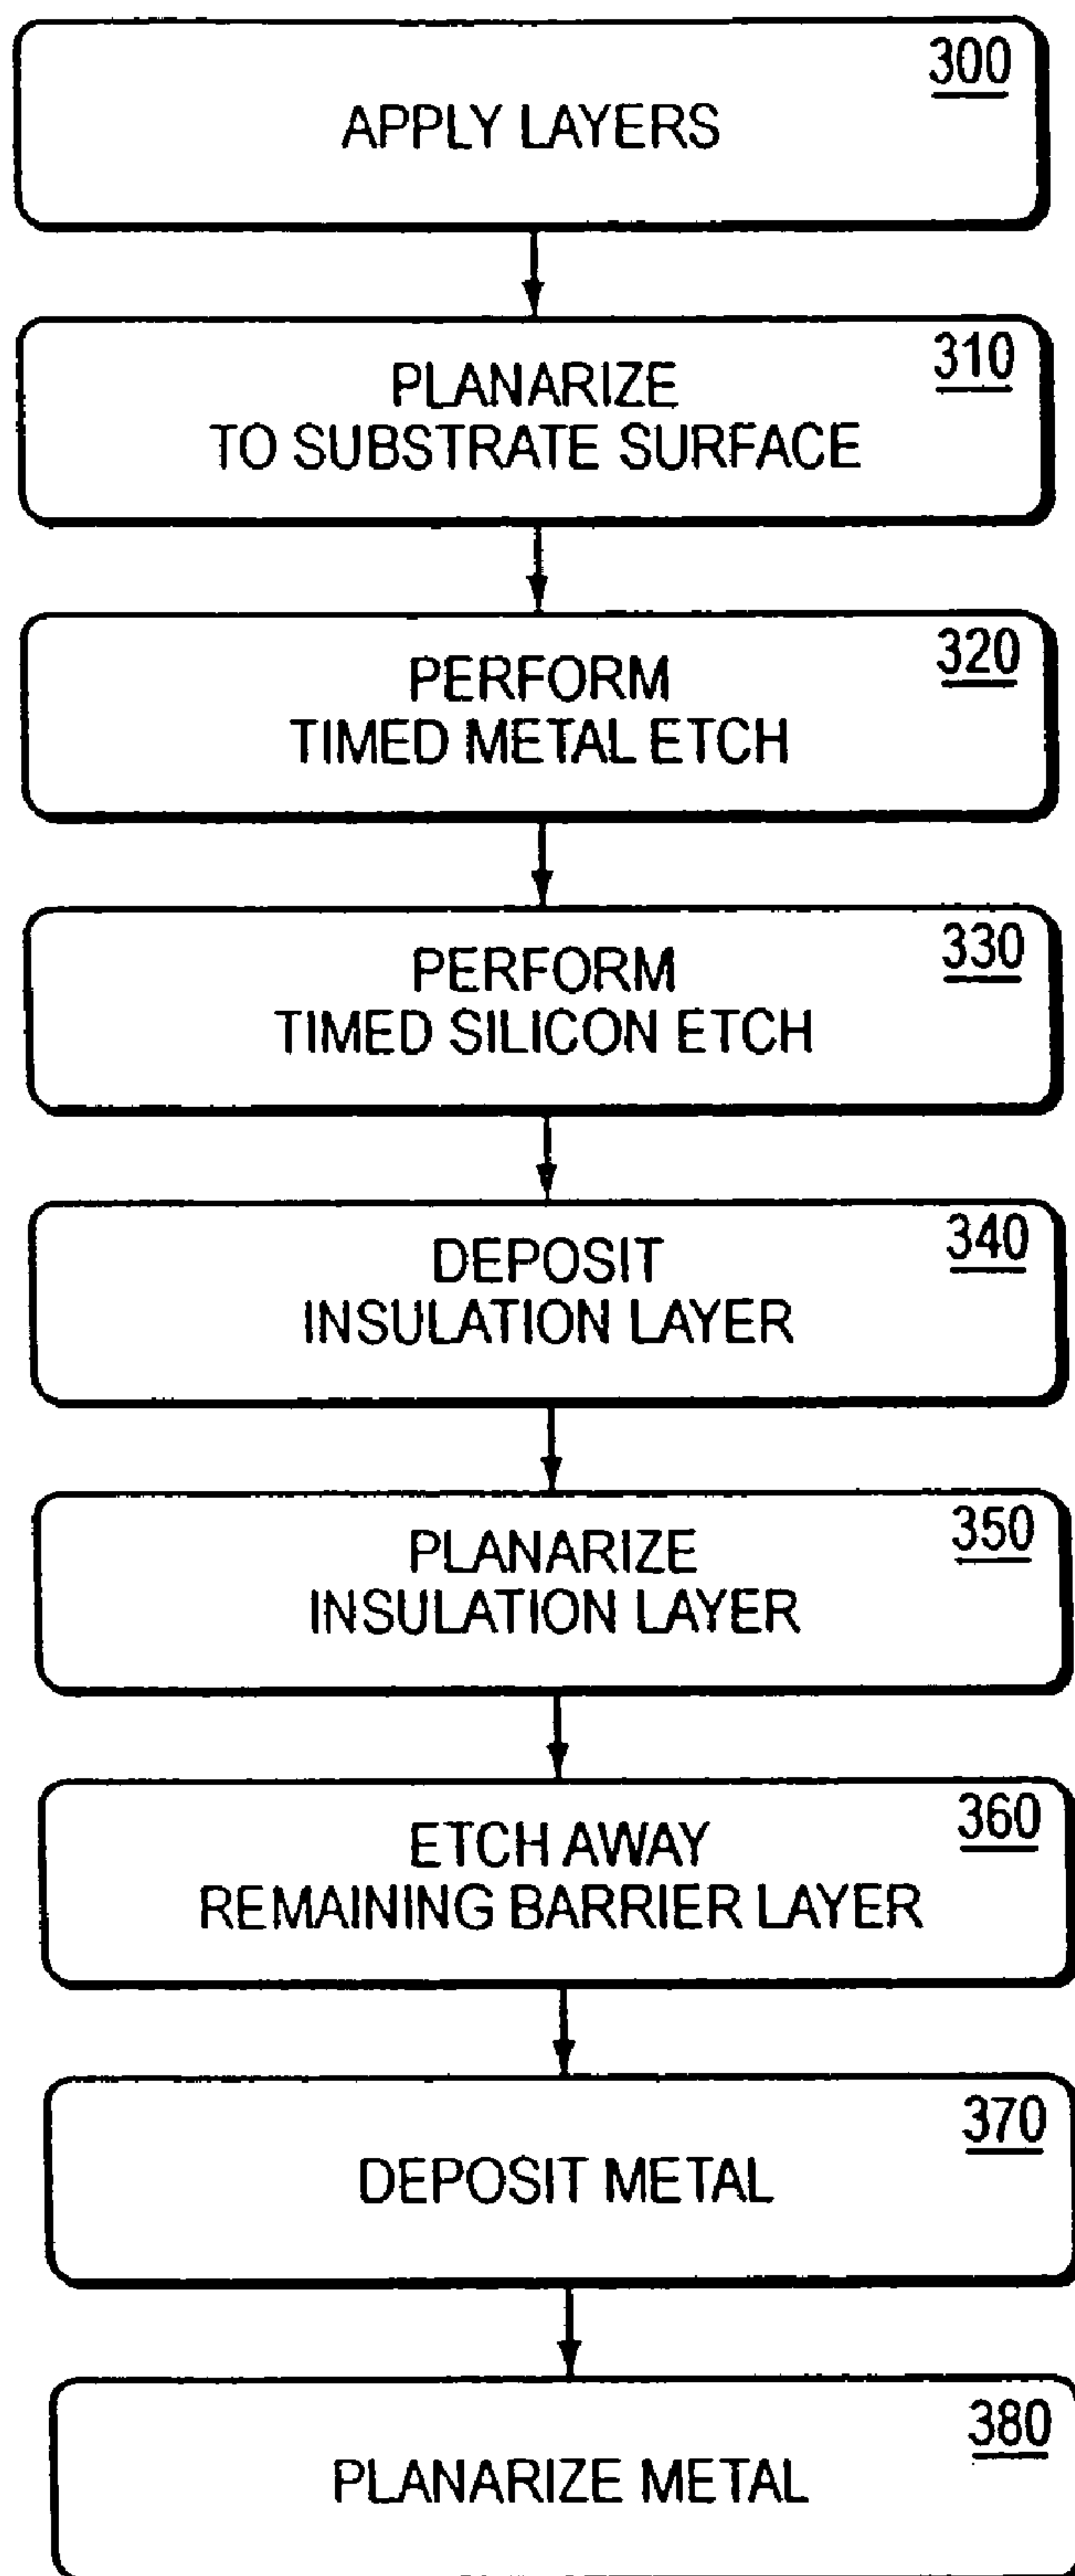 300
APPLY LAYERS
310
PLANARIZE
TO SUBSTRATE SURFACE
320
PERFORM
TIMED METAL ETCH
330
PERFORM
TIMED SILICON ETCH
340
DEPOSIT
INSULATION LAYER
350
PLANARIZE
INSULATION LAYER
360
ETCH AWAY
REMAINING BARRIER LAYER
370
DEPOSIT METAL
380
PLANARIZE METAL